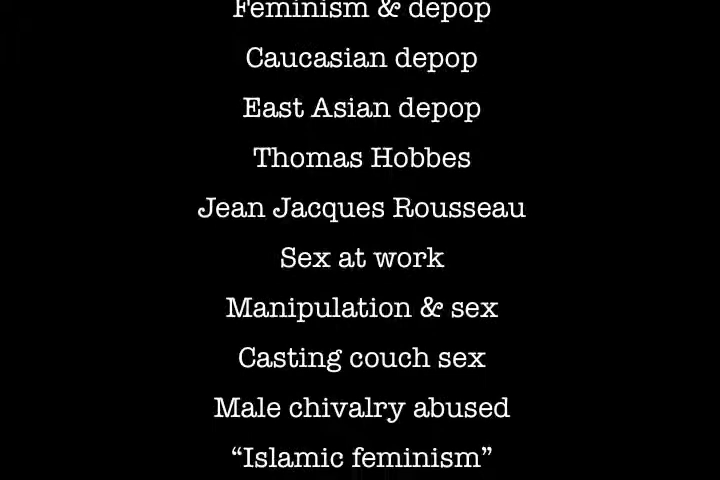 Feminism & depop
Caucasian depop
East Asian depop
Thomas Hobbes
Jean Jacques Rousseau
Sex at work
Manipulation & sex
Casting couch sex
Male chivalry abused
“Islamic feminism”